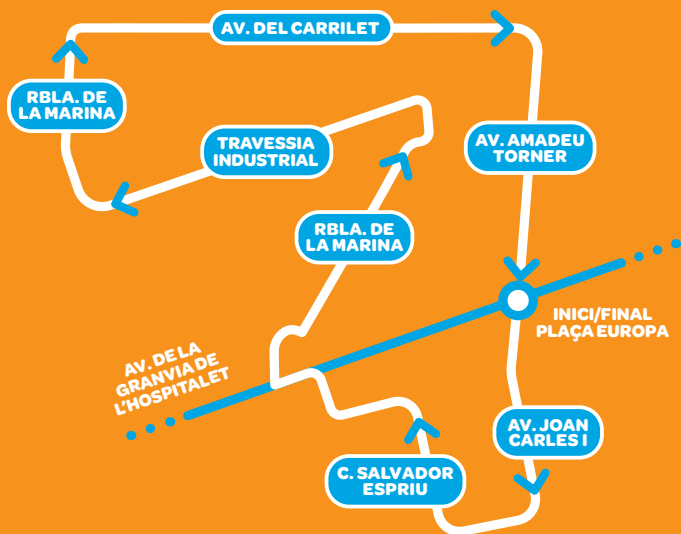 AV. DEL CARRILET
RBLA. DE
LA MARINA
TRAVESSIA
INDUSTRIAL
AV. AMADEU
TORNER
RBLA. DE
LA MARINA
INICI/FINAL
PLAÇA EUROPA
AV. DE LA
GRANVIA DE
L'HOSPITALET
AV. JOAN
CARLES I
C. SALVADOR
ESPRIU